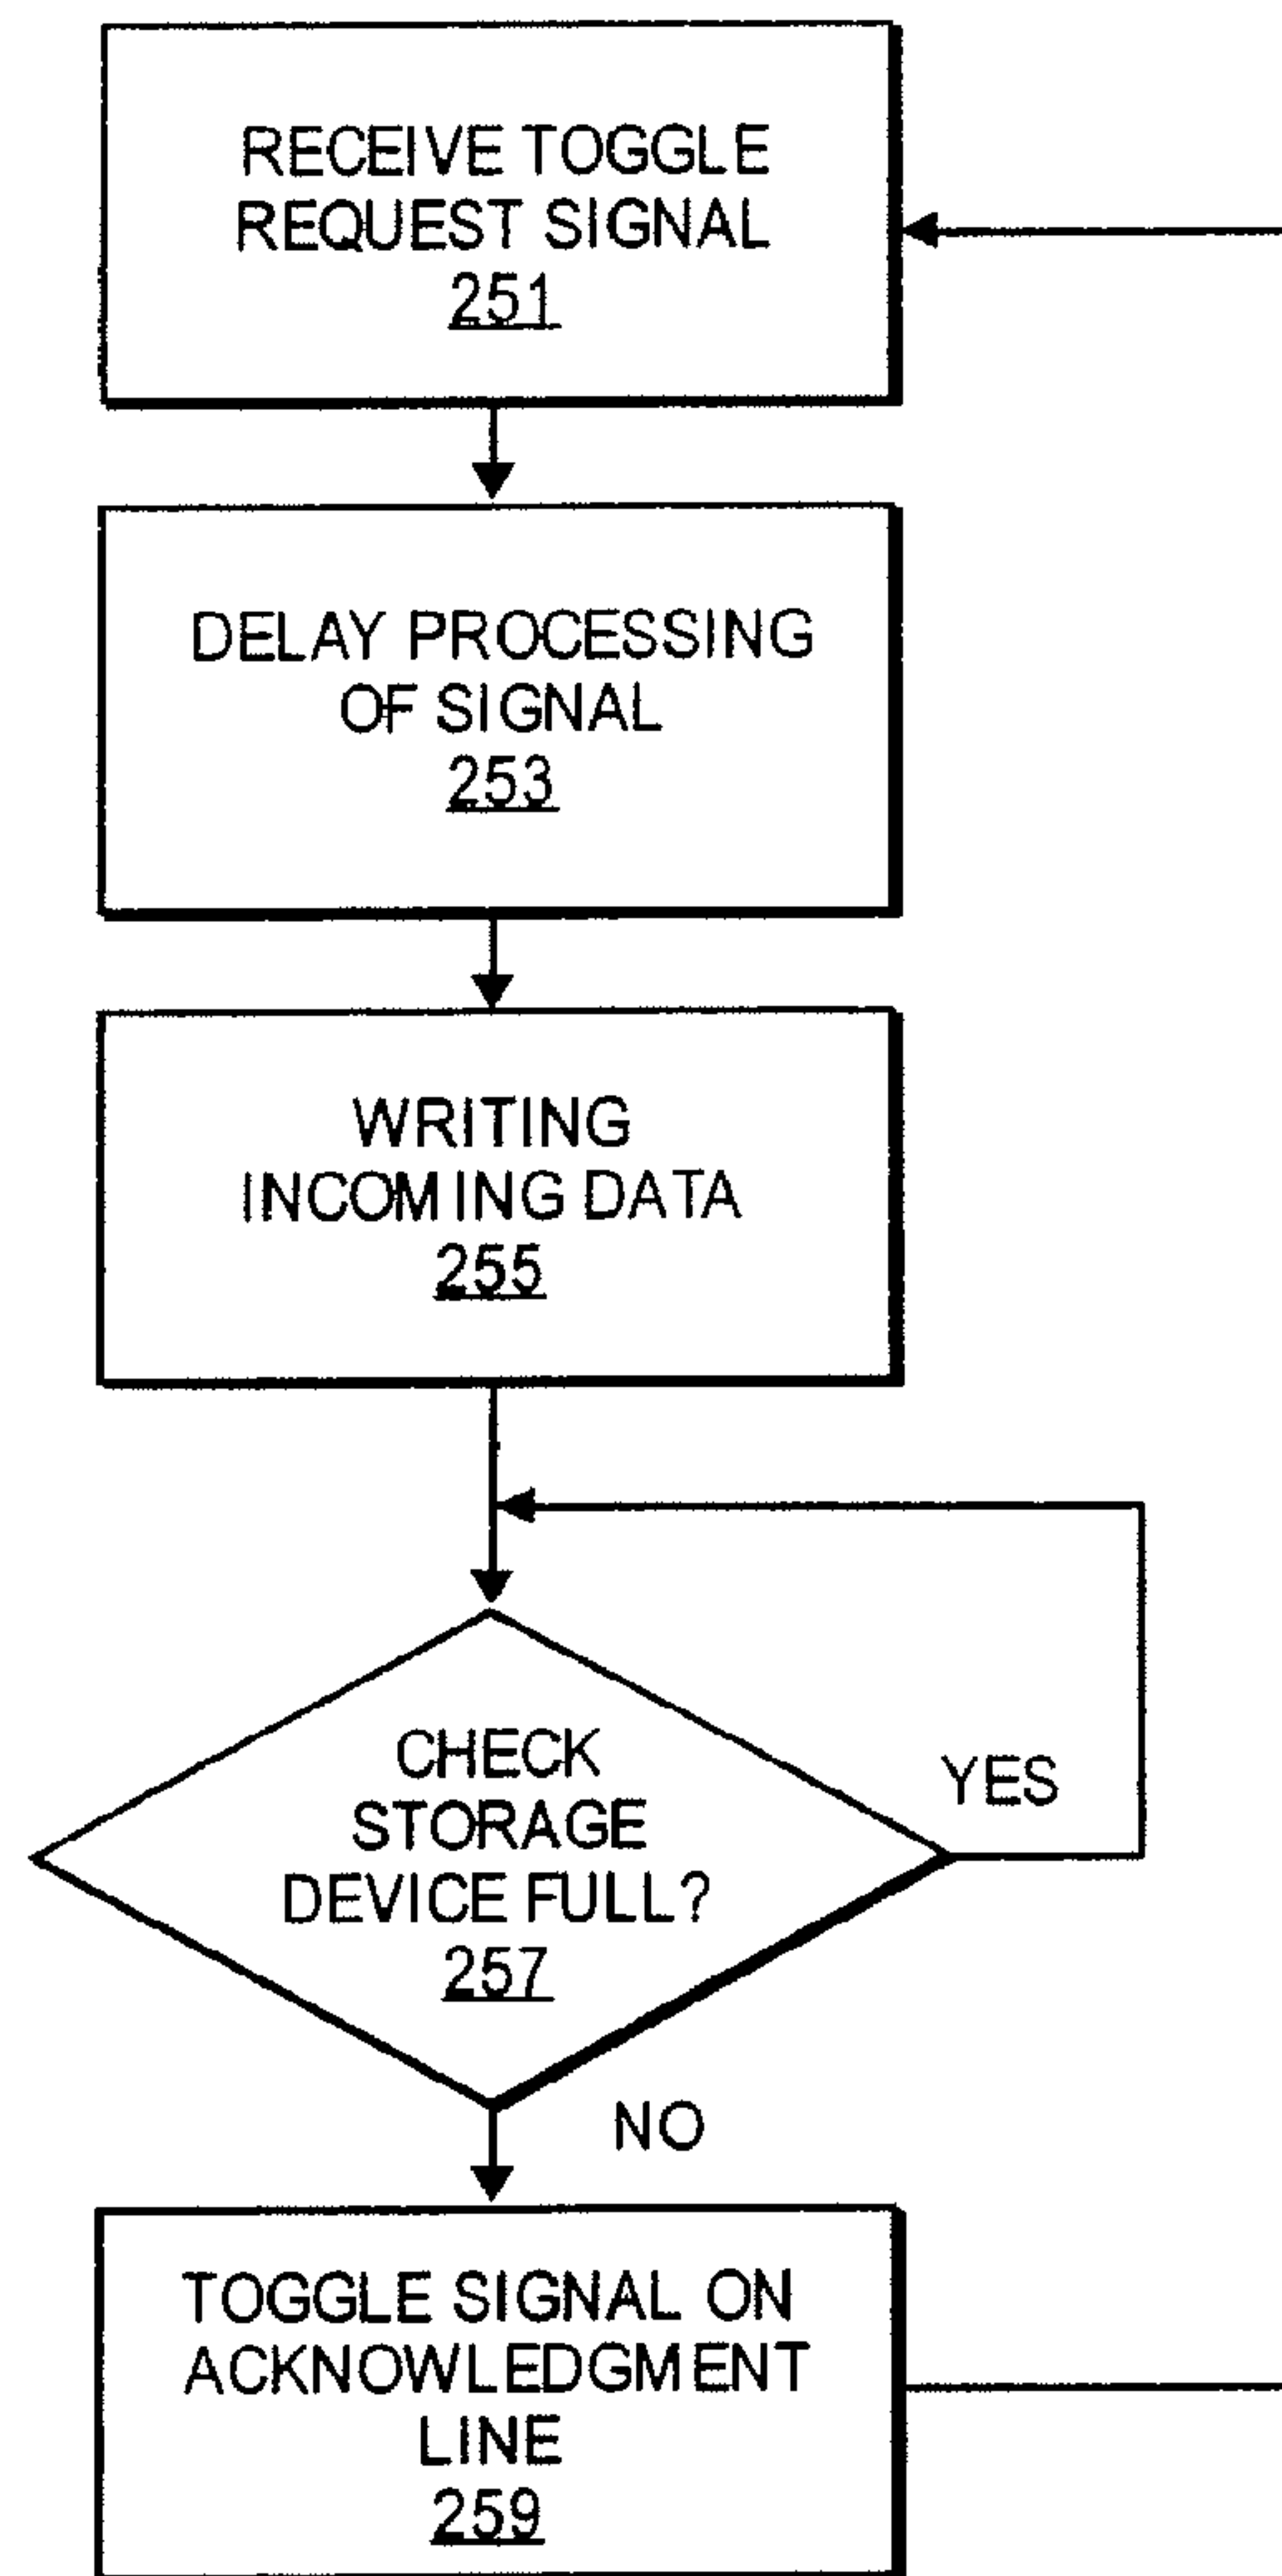 RECEIVE TOGGLE
REQUEST SIGNAL
251
DELAY PROCESSING
OF SIGNAL
253
WRITING
INCOMING DATA
255
CHECK
STORAGE
DEVICE FULL?
257
YES
NO
TOGGLE SIGNAL ON
ACKNOWLEDGMENT
LINE
259